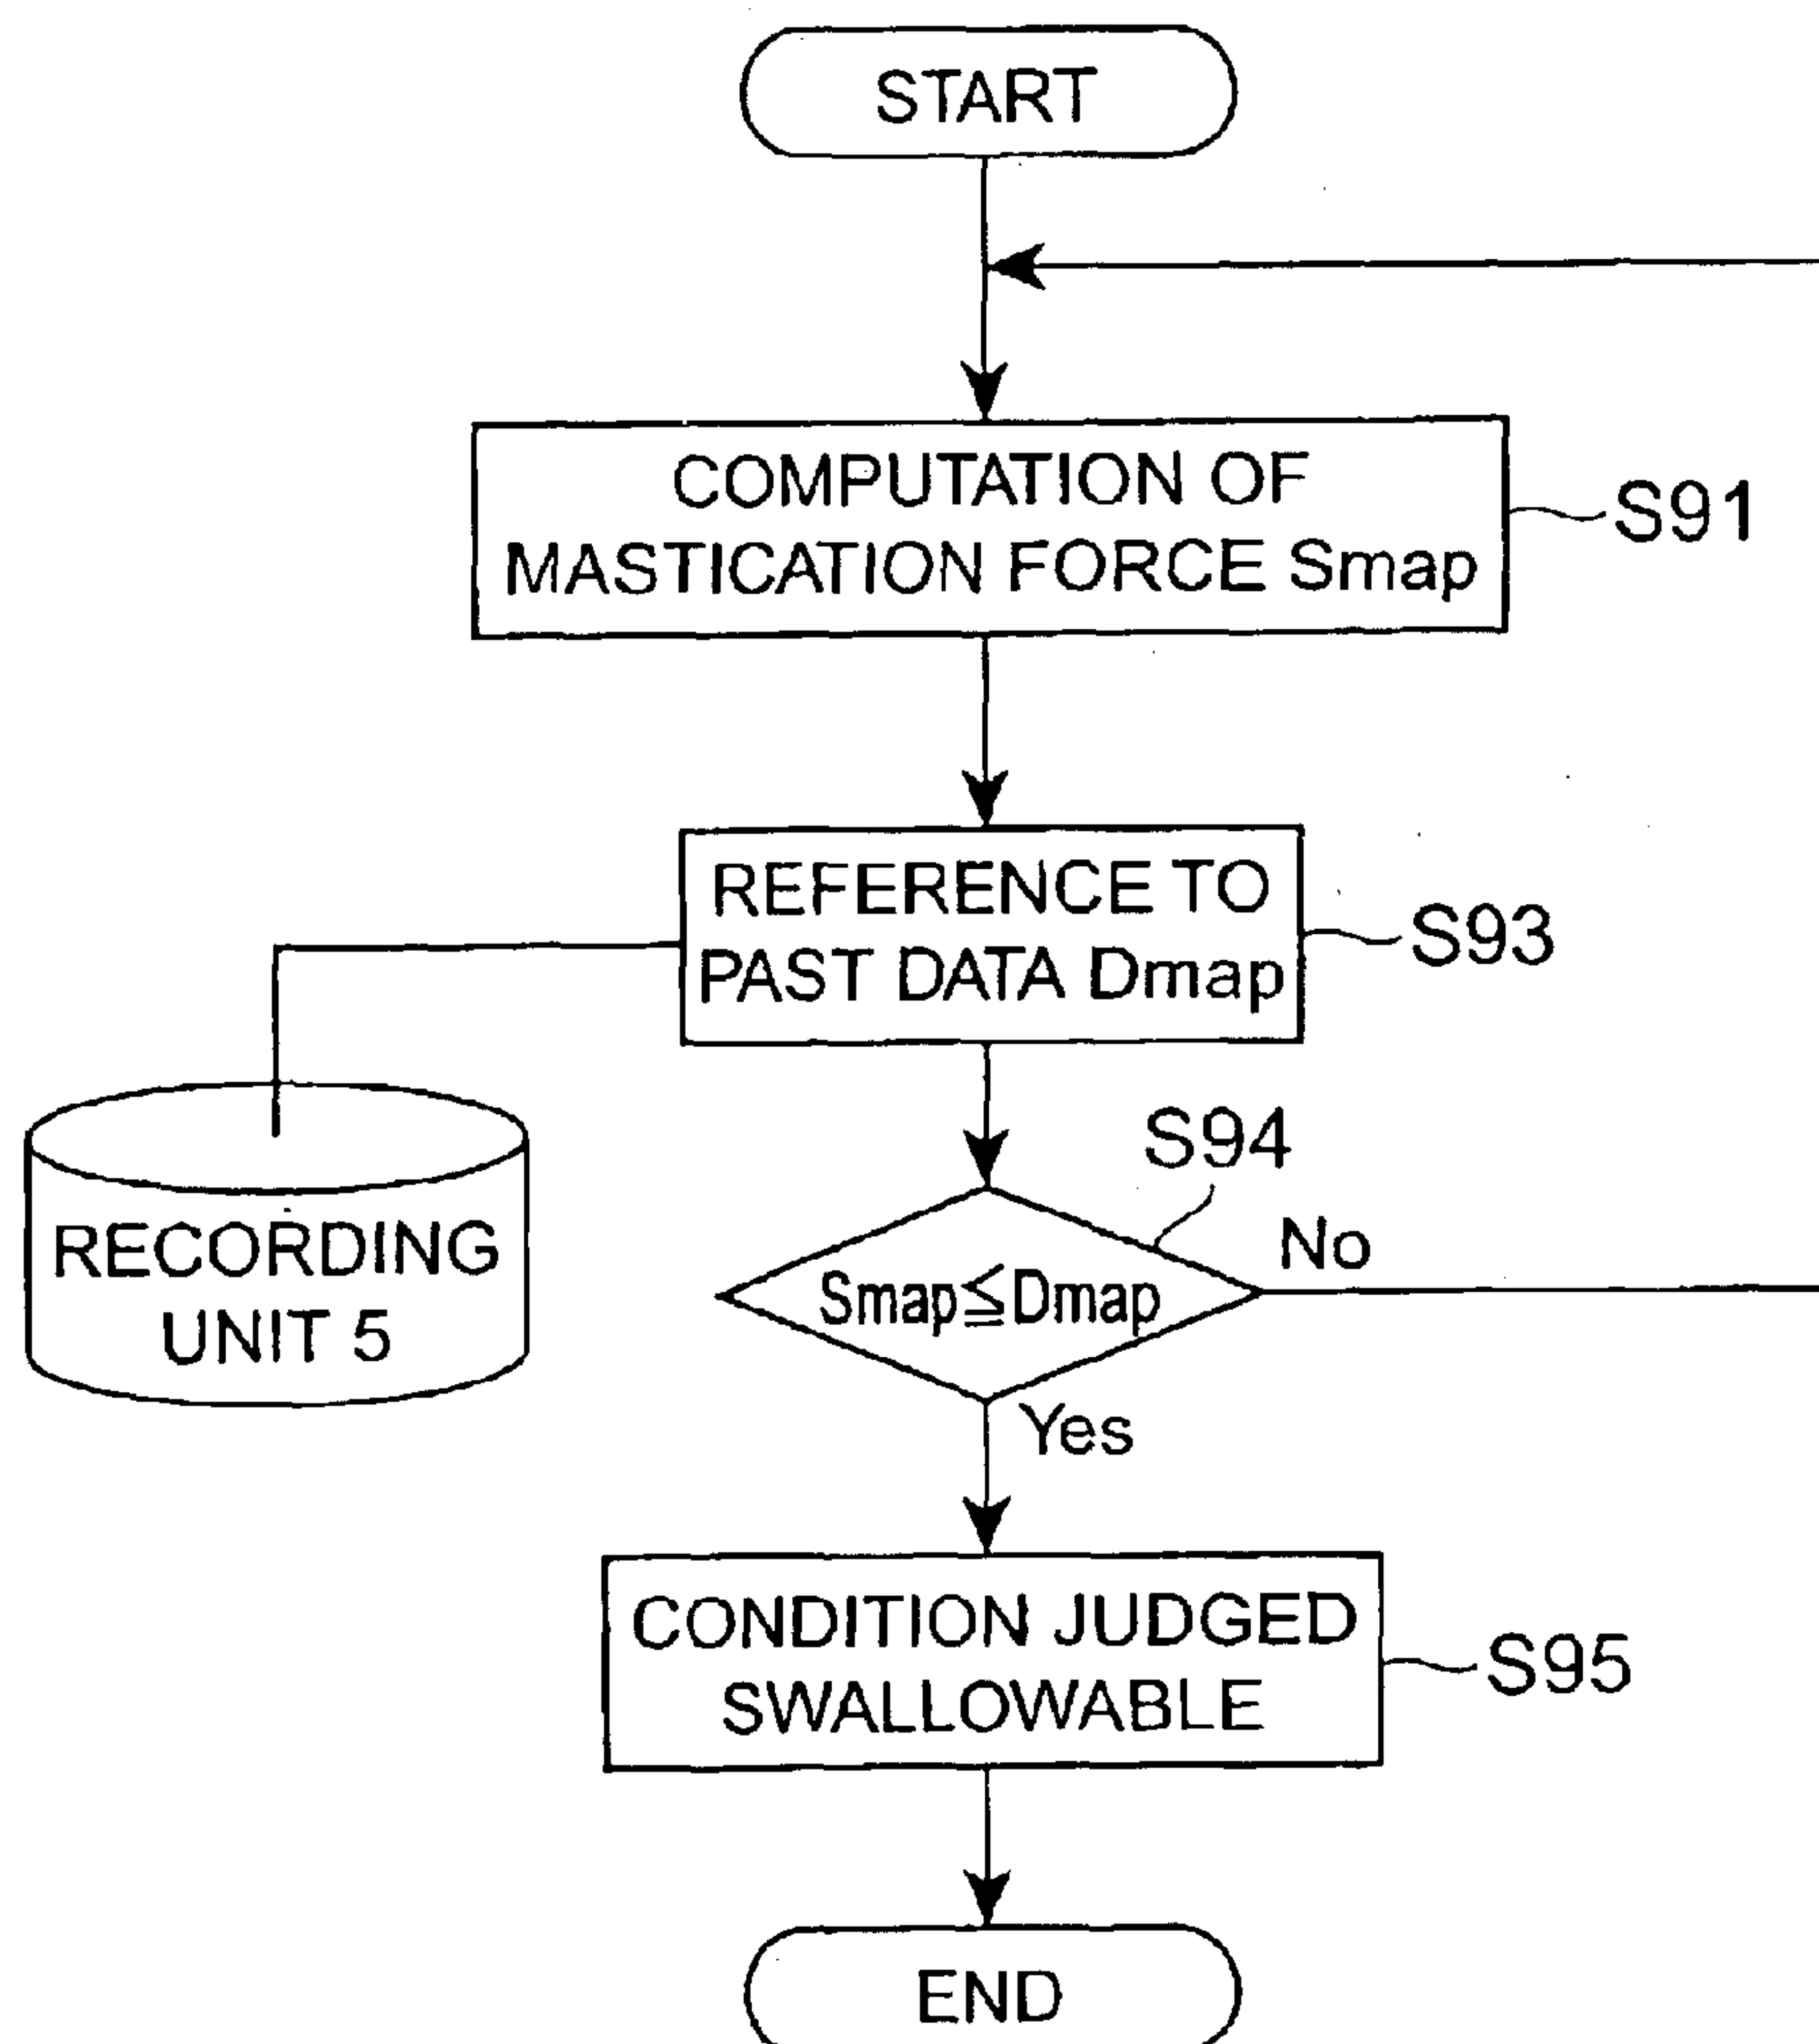 START
COMPUTATION OF
MASTICATION FORCE Smap
S91
REFERENCE TO
PAST DATA Dmap
S93
RECORDING
UNIT 5
S94
Smap≦Dmap
No
Yes
CONDITION JUDGED
SWALLOWABLE
S95
END